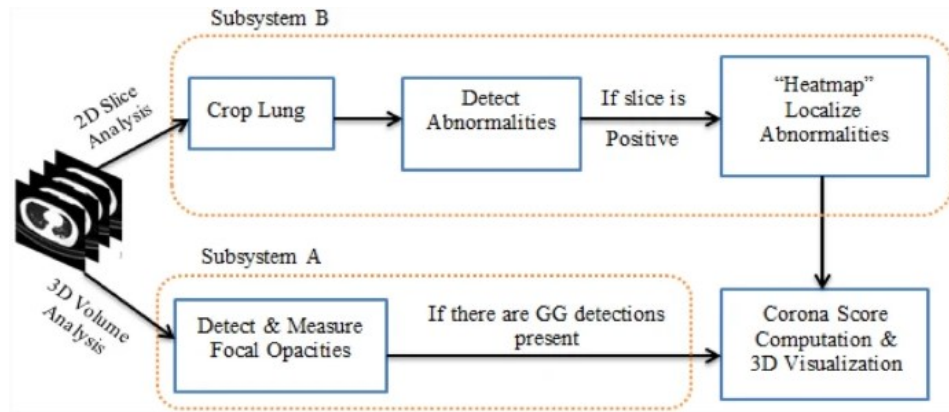 Subsystem B
2D Slice
Analysis
Crop Lung
Detect
Abnormalities
If slice is
Positive
“Heatmap”
Localize
Abnormalities
Subsystem A
3D Volume
Analysis
Detect & Measure
Focal Opacities
If there are GG detections
present
Corona Score
Computation &
3D Visualization